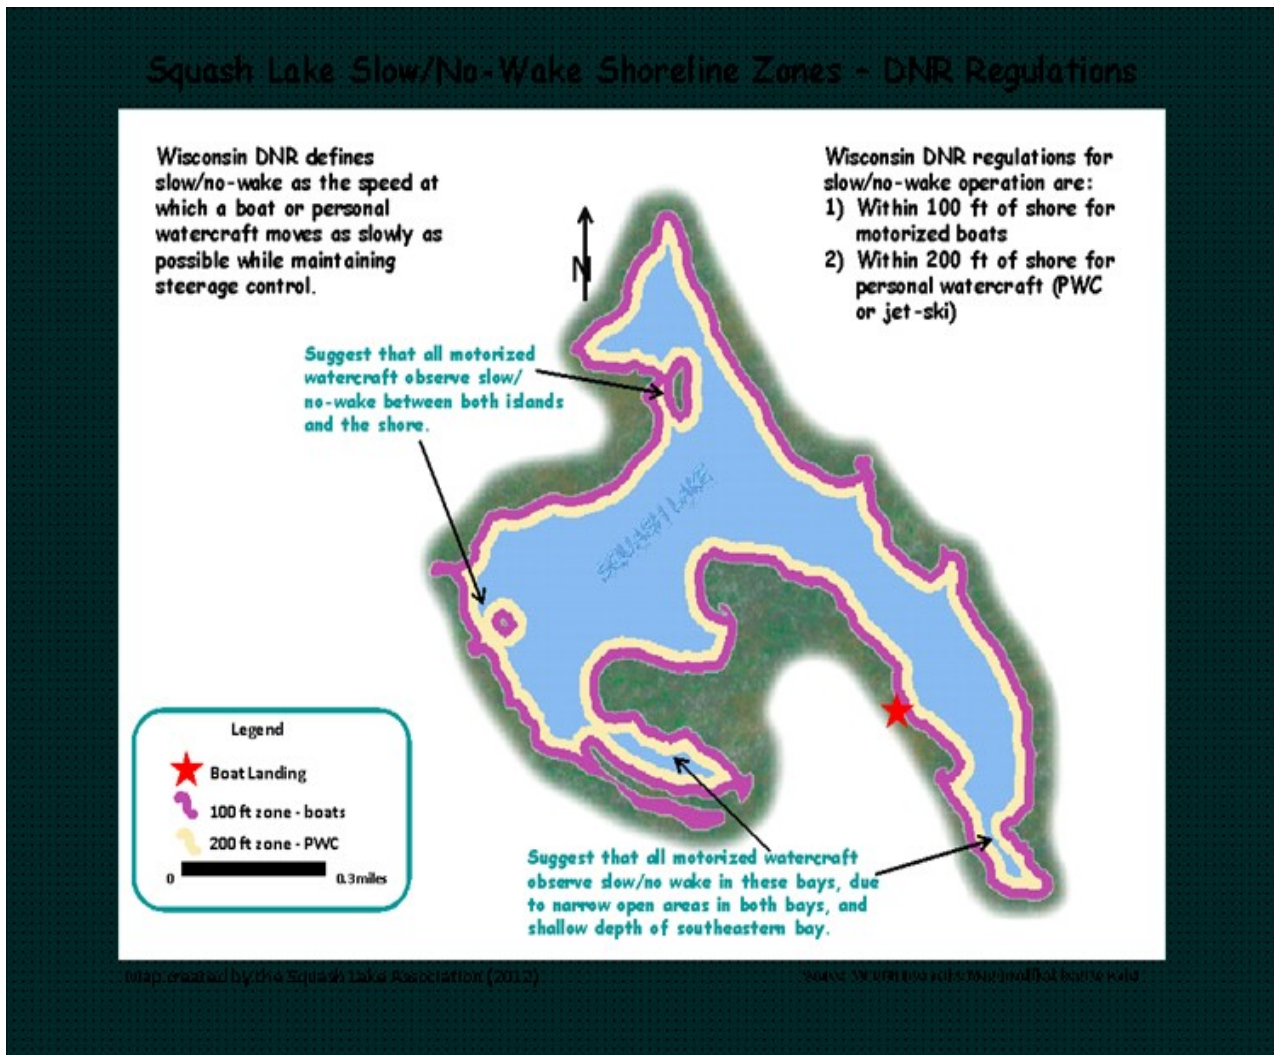 Squash Lake Slow/No-Wake Shoreline Zones - DNR Regulations
Wisconsin DNR defines
slow/no-wake as the speed at
which a boat or personal
watercraft moves as slowly as
possible while maintaining
steerage control.
Wisconsin DNR regulations for
slow/no-wake operation are:
1) Within 100 ft of shore for
motorized boats
2) Within 200 ft of shore for
personal watercraft (PWC
or jet-ski)
N
Suggest that all motorized
watercraft observe slow/
no-wake between both islands
and the shore.
SQUASH LAKE
Legend
Boat Landing
100 ft zone - boats
200 ft zone - PWC
0 0.3 miles
Suggest that all motorized watercraft
observe slow/no wake in these bays, due
to narrow open areas in both bays, and
shallow depth of southeastern bay.
Map created by the Squash Lake Association (2012)